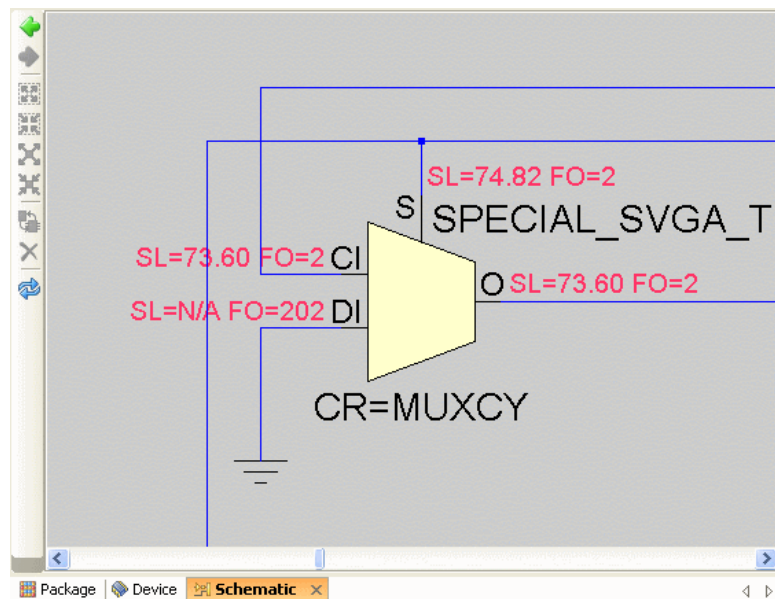 SL=74.82 FO=2
S
SPECIAL_SVGA_T
SL=73.60 FO=2 CI
O SL=73.60 FO=2
SL=N/A FO=202 DI
CR=MUXCY
Package Device Schematic